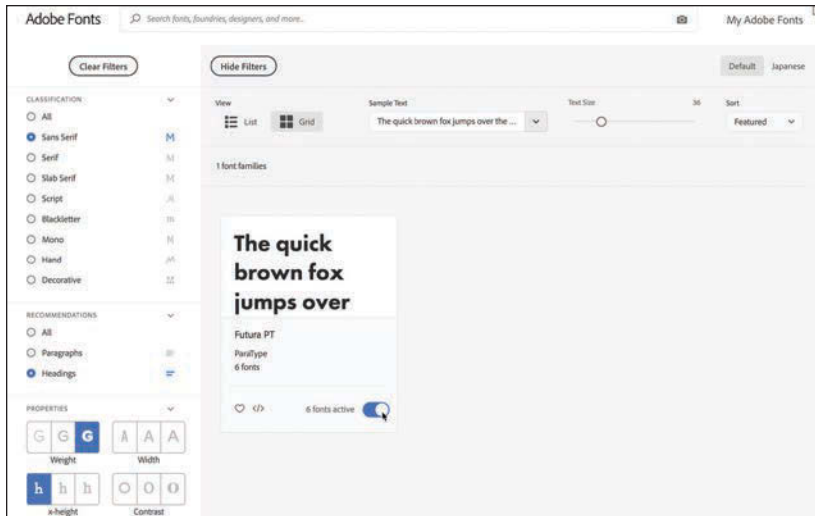 Adobe Fonts
Search fonts, foundries, designers, and more...
My Adobe Fonts
Clear Filters
Hide Filters
Default Japanese
CLASSIFICATION
All
Sans Serif M
Serif M
Slab Serif M
Script
Blackletter m
Mono M
Hand M
Decorative M
RECOMMENDATIONS
All
Paragraphs
Headings
PROPERTIES
G G G
Weight
A A A
Width
h h h
x-height
O O O
Contrast
View
List Grid
Sample Text
The quick brown fox jumps over the ...
Text Size 36
Sort
Featured
1 font families
The quick
brown fox
jumps over
Futura PT
ParaType
6 fonts
</> 6 fonts active